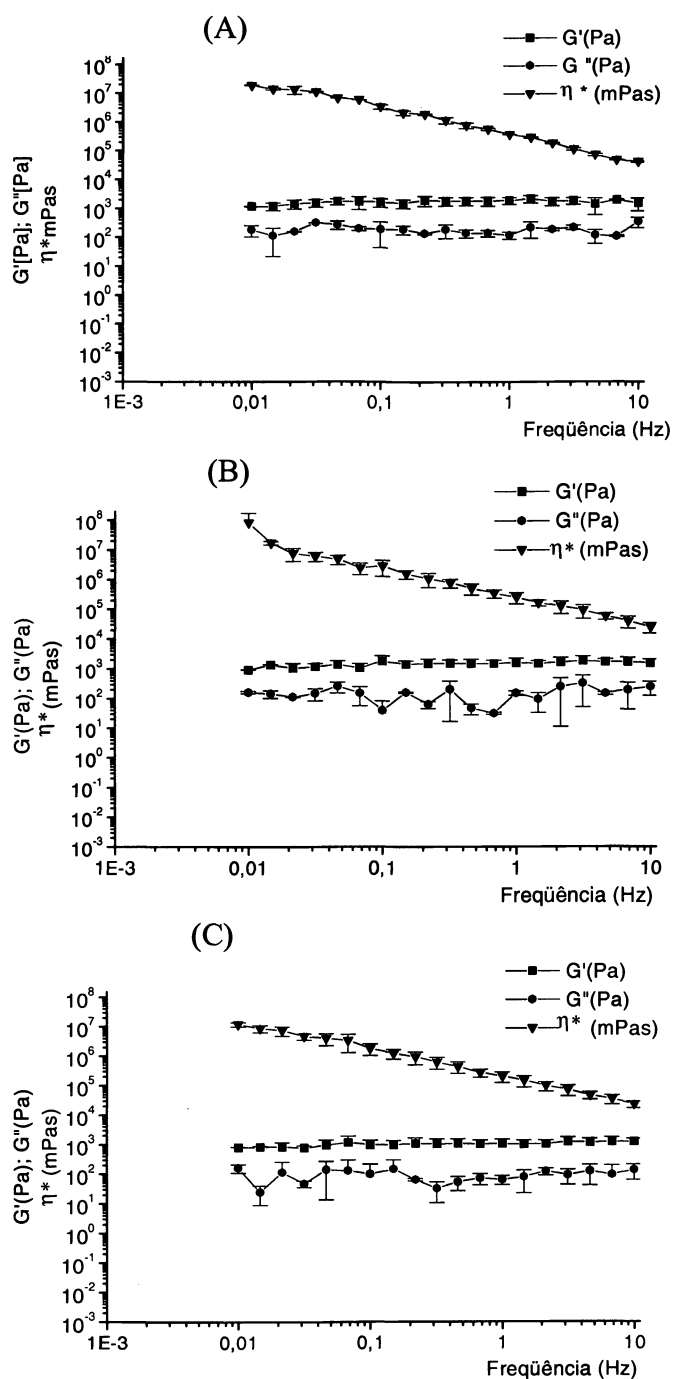 (A)
G'(Pa)
G "(Pa)
η * (mPas)
10⁸
10⁷
10⁶
10⁵
10⁴
10³
10²
10¹
10⁰
10⁻¹
10⁻²
10⁻³
G'[Pa]; G"[Pa]
η*mPas
1E-3 0,01 0,1 1 10
Freqüência (Hz)
(B)
G'(Pa)
G"(Pa)
η* (mPas)
10⁸
10⁷
10⁶
10⁵
10⁴
10³
10²
10¹
10⁰
10⁻¹
10⁻²
10⁻³
G'(Pa); G"(Pa)
η* (mPas)
1E-3 0,01 0,1 1 10
Freqüência (Hz)
(C)
G'(Pa)
G"(Pa)
η* (mPas)
10⁸
10⁷
10⁶
10⁵
10⁴
10³
10²
10¹
10⁰
10⁻¹
10⁻²
10⁻³
G'(Pa); G"(Pa)
η* (mPas)
1E-3 0,01 0,1 1 10
Freqüência (Hz)